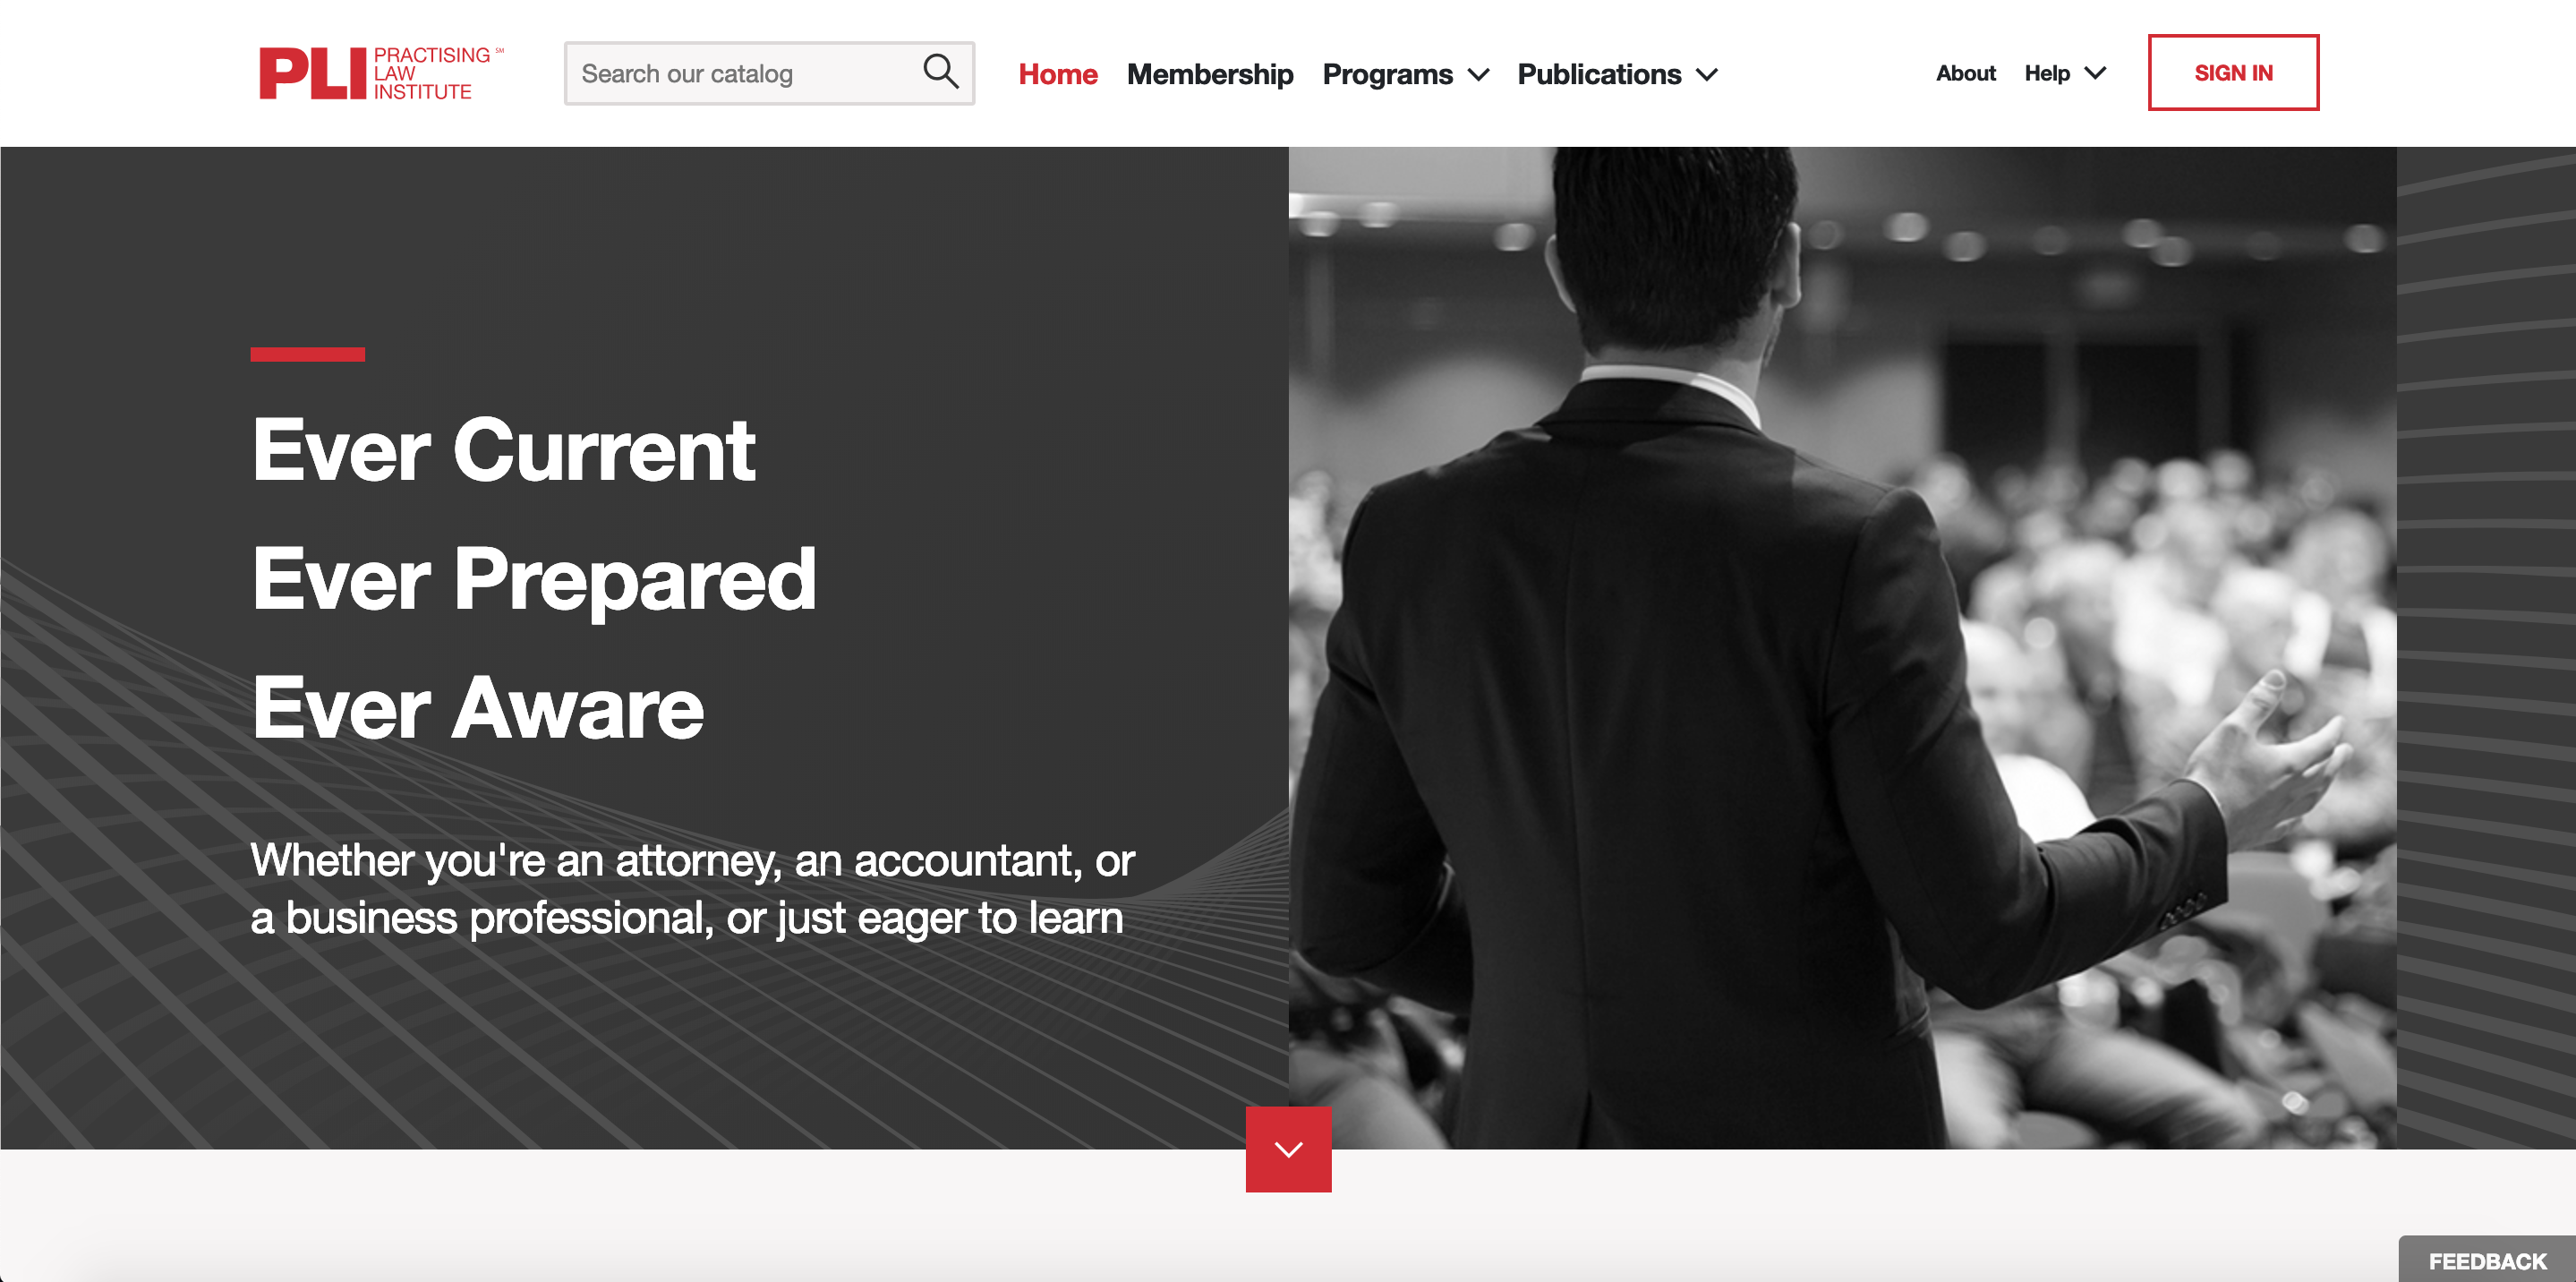 PLI PRACTISING℠
LAW
INSTITUTE
Search our catalog
Home Membership Programs Publications
About Help SIGN IN
Ever Current
Ever Prepared
Ever Aware
Whether you're an attorney, an accountant, or
a business professional, or just eager to learn
FEEDBACK